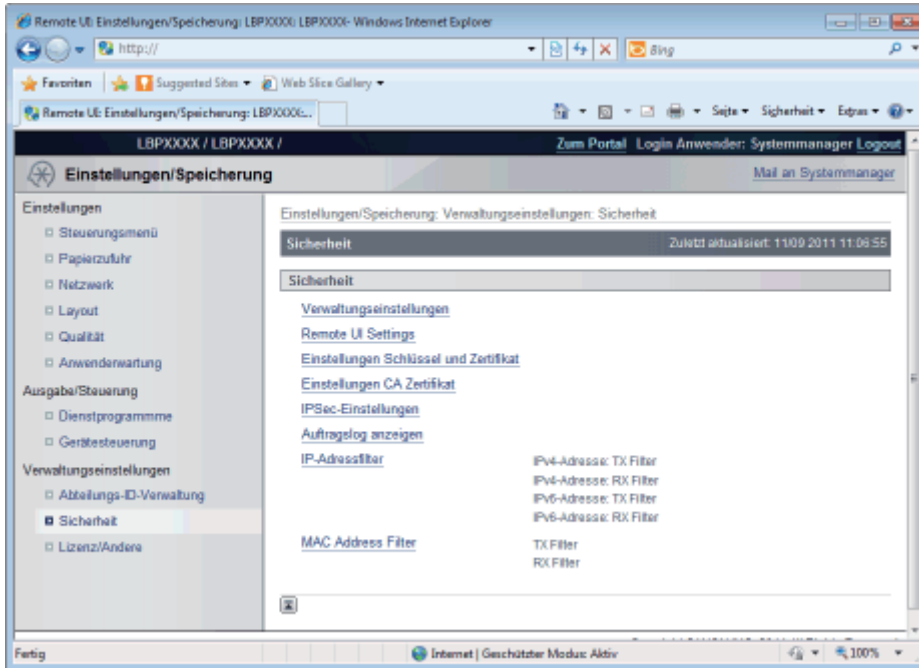 Remote UI: Einstellungen/Speicherung: LBPXXXX: LBPXXXX- Windows Internet Explorer
http://
Bing
Favoriten Suggested Sites Web Slice Gallery
Remote UI: Einstellungen/Speicherung: LBPXXXX:...
Seite Sicherheit Extras
LBPXXXX / LBPXXXX /
Zum Portal Login Anwender: Systemmanager Logout
Einstellungen/Speicherung
Mail an Systemmanager
Einstellungen
Steuerungsmenü
Papierzufuhr
Netzwerk
Layout
Qualität
Anwenderwartung
Ausgabe/Steuerung
Dienstprogrammme
Gerätesteuerung
Verwaltungseinstellungen
Abteilungs-ID-Verwaltung
Sicherheit
Lizenz/Andere
Einstellungen/Speicherung: Verwaltungseinstellungen: Sicherheit
Sicherheit
Zuletzt aktualisiert: 11/09 2011 11:06:55
Sicherheit
Verwaltungseinstellungen
Remote UI Settings
Einstellungen Schlüssel und Zertifikat
Einstellungen CA Zertifikat
IPSec-Einstellungen
Auftragslog anzeigen
IP-Adressfilter
IPv4-Adresse: TX Filter
IPv4-Adresse: RX Filter
IPv6-Adresse: TX Filter
IPv6-Adresse: RX Filter
MAC Address Filter
TX Filter
RX Filter
Fertig
Internet | Geschützter Modus: Aktiv
100%